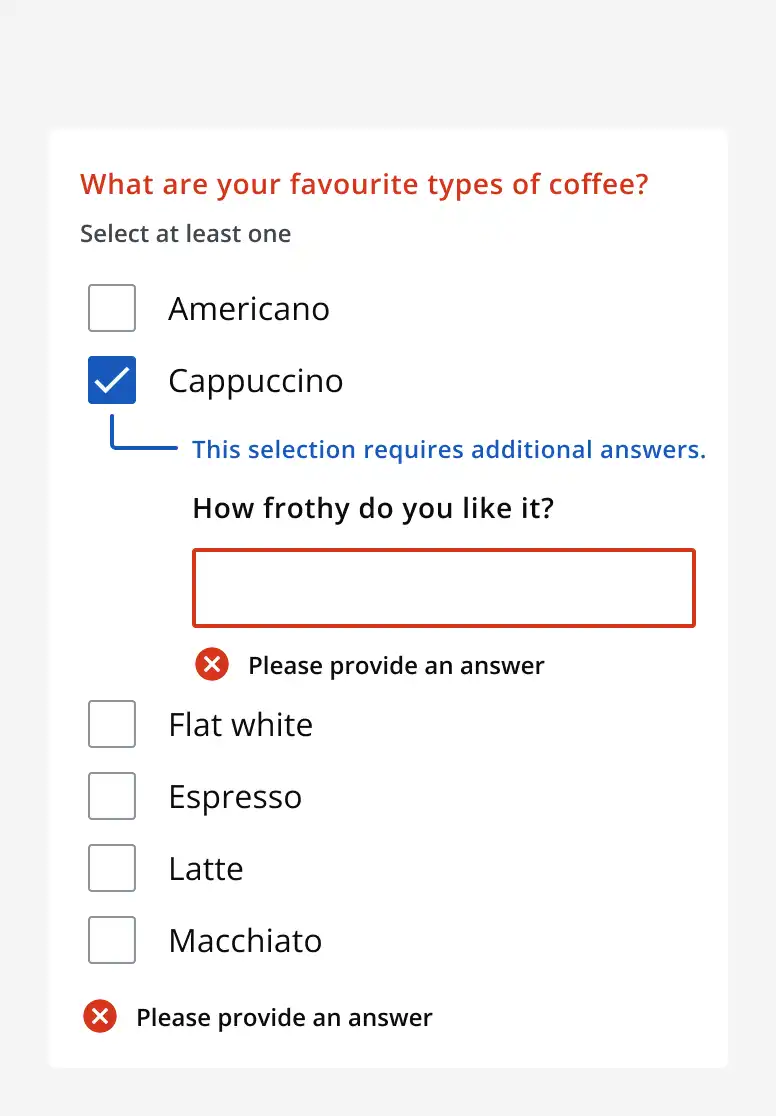 What are your favourite types of coffee?
Select at least one
Americano
Cappuccino
This selection requires additional answers.
How frothy do you like it?
Please provide an answer
Flat white
Espresso
Latte
Macchiato
Please provide an answer